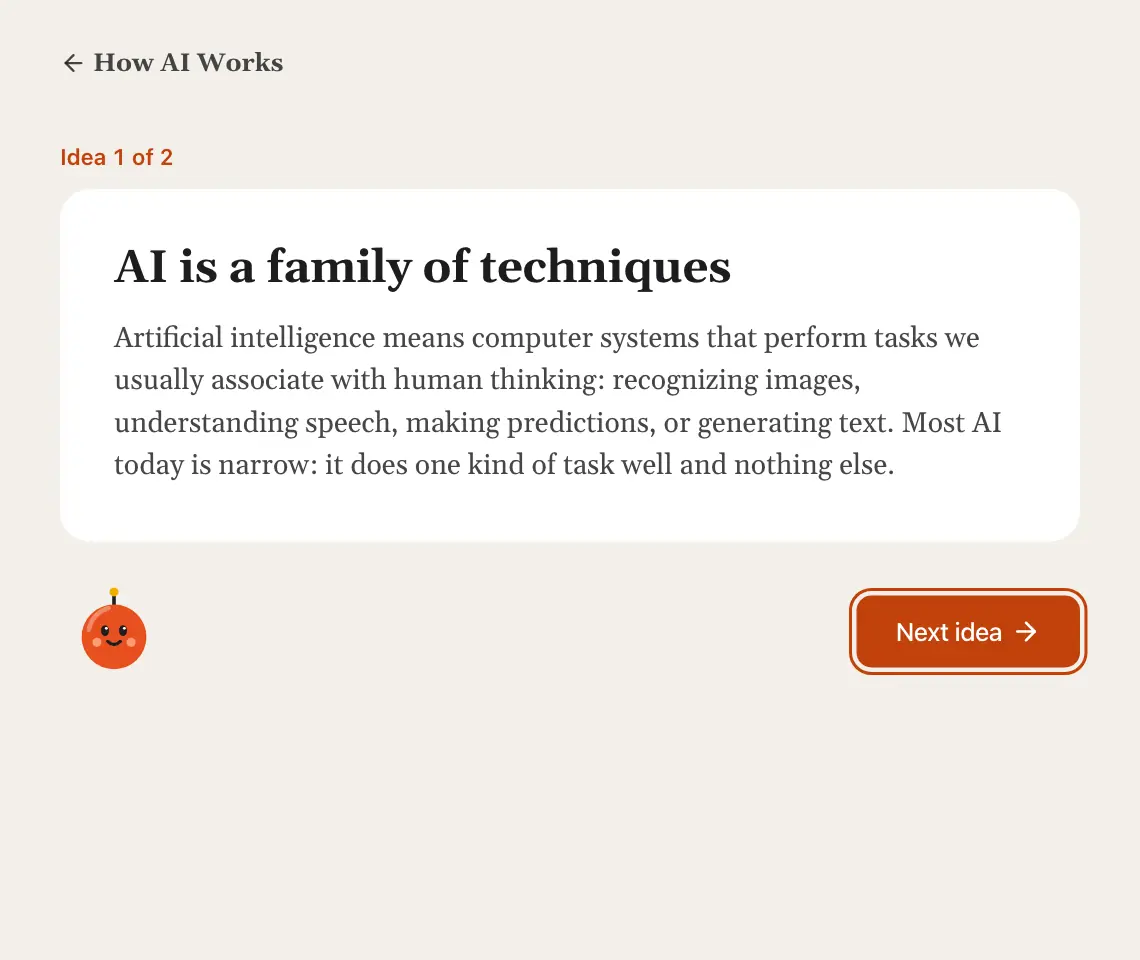 ← How AI Works
Idea 1 of 2
AI is a family of techniques
Artificial intelligence means computer systems that perform tasks we
usually associate with human thinking: recognizing images,
understanding speech, making predictions, or generating text. Most AI
today is narrow: it does one kind of task well and nothing else.
Next idea →